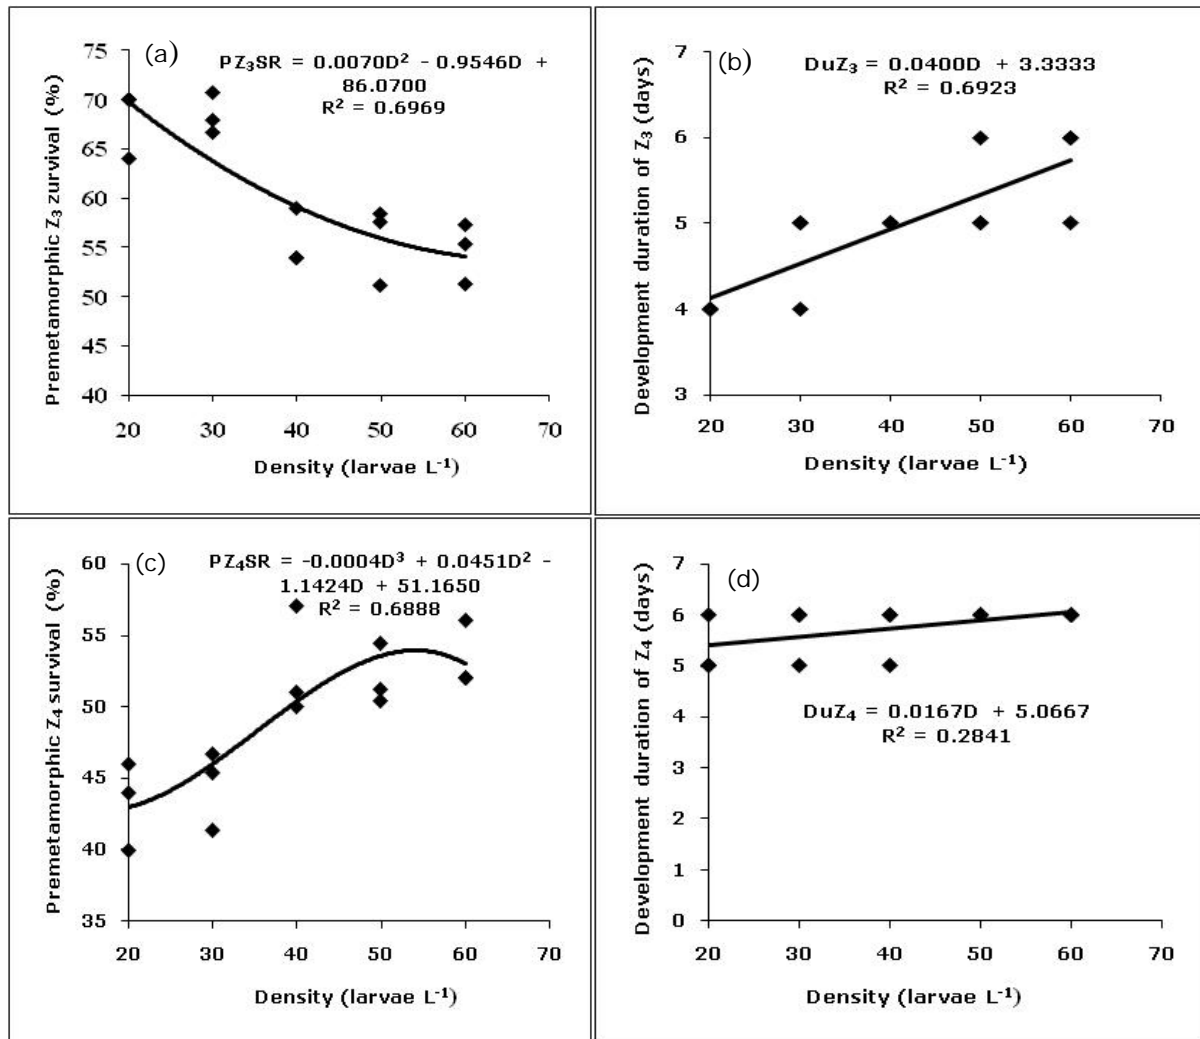 (a)
PZ₃SR = 0.0070D² - 0.9546D +
86.0700
R² = 0.6969
Premetamorphic Z₃ zurvival (%)
75
70
65
60
55
50
45
40
20 30 40 50 60 70
Density (larvae L⁻¹)
(b)
DuZ₃ = 0.0400D + 3.3333
R² = 0.6923
Development duration of Z₃ (days)
7
6
5
4
3
20 30 40 50 60 70
Density (larvae L⁻¹)
(c)
PZ₄SR = -0.0004D³ + 0.0451D² -
1.1424D + 51.1650
R² = 0.6888
Premetamorphic Z₄ survival (%)
60
55
50
45
40
35
20 30 40 50 60 70
Density (larvae L⁻¹)
(d)
DuZ₄ = 0.0167D + 5.0667
R² = 0.2841
Development duration of Z₄ (days)
7
6
5
4
3
2
1
0
20 30 40 50 60 70
Density (larvae L⁻¹)